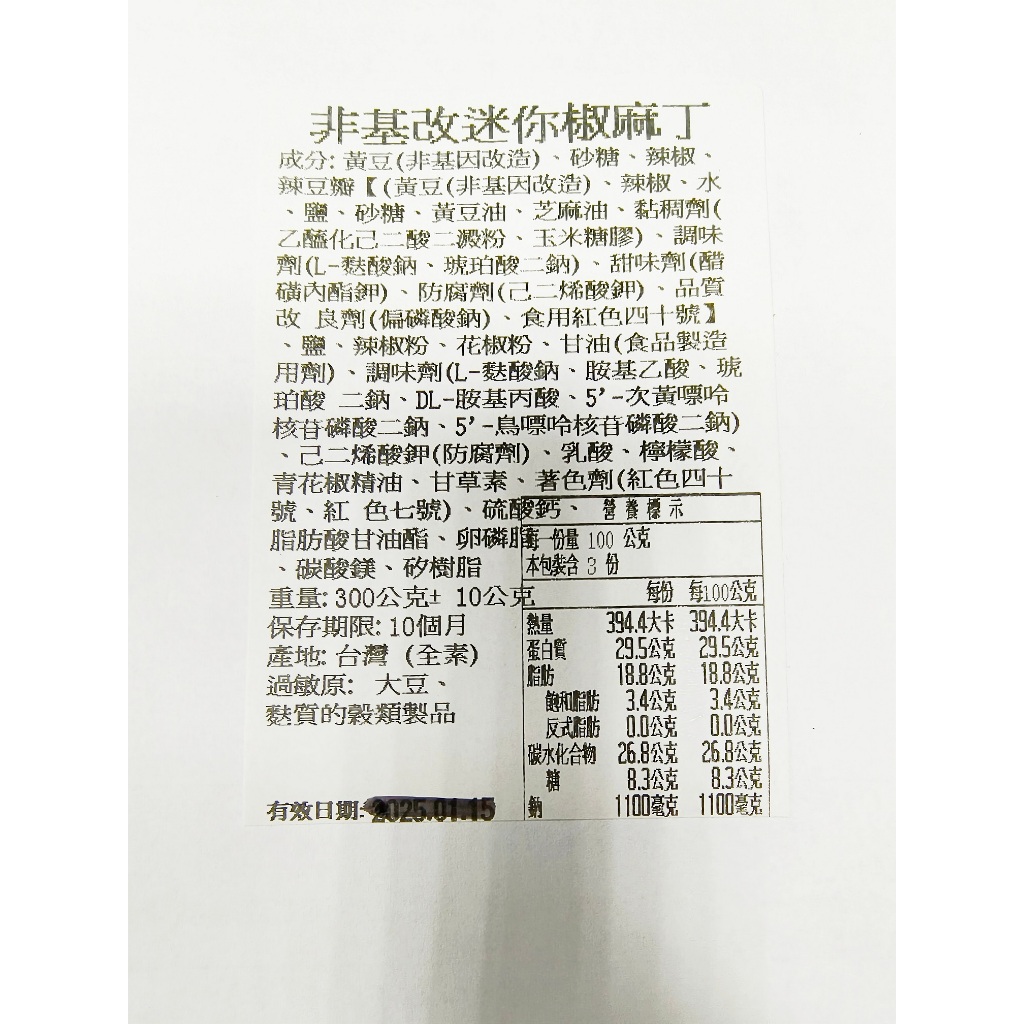 非基改迷你椒麻丁
成分: 黃豆(非基因改造)、砂糖、辣椒、
辣豆瓣【(黃豆(非基因改造)、辣椒、水
、鹽、砂糖、黃豆油、芝麻油、黏稠劑(
乙醯化己二酸二澱粉、玉米糖膠)、調味
劑(L-麩酸鈉、琥珀酸二鈉)、甜味劑(醋
磺內酯鉀)、防腐劑(己二烯酸鉀)、品質
改 良劑(偏磷酸鈉)、食用紅色四十號】
、鹽、辣椒粉、花椒粉、甘油(食品製造
用劑)、調味劑(L-麩酸鈉、胺基乙酸、琥
珀酸 二鈉、DL-胺基丙酸、5'-次黃嘌呤
核苷磷酸二鈉、5'-鳥嘌呤核苷磷酸二鈉)
、己二烯酸鉀(防腐劑)、乳酸、檸檬酸、
青花椒精油、甘草素、著色劑(紅色四十
號、紅 色七號)、硫酸鈣、
脂肪酸甘油酯、卵磷脂
、碳酸鎂、矽樹脂
重量: 300公克± 10公克
保存期限: 10個月
產地: 台灣 (全素)
過敏原: 大豆、
麩質的穀類製品
有效日期: 2025.01.15
營養標示
每一份量 100 公克
本包裝含 3 份
每份 每100公克
熱量 394.4大卡 394.4大卡
蛋白質 29.5公克 29.5公克
脂肪 18.8公克 18.8公克
飽和脂肪 3.4公克 3.4公克
反式脂肪 0.0公克 0.0公克
碳水化合物 26.8公克 26.8公克
糖 8.3公克 8.3公克
鈉 1100毫克 1100毫克